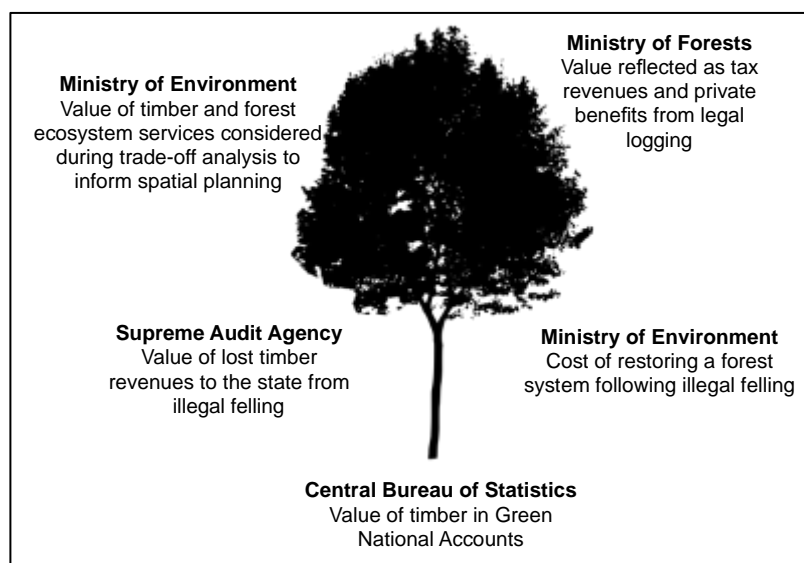 Ministry of Environment
Value of timber and forest
ecosystem services considered
during trade-off analysis to
inform spatial planning
Ministry of Forests
Value reflected as tax
revenues and private
benefits from legal
logging
Supreme Audit Agency
Value of lost timber
revenues to the state from
illegal felling
Ministry of Environment
Cost of restoring a forest
system following illegal felling
Central Bureau of Statistics
Value of timber in Green
National Accounts